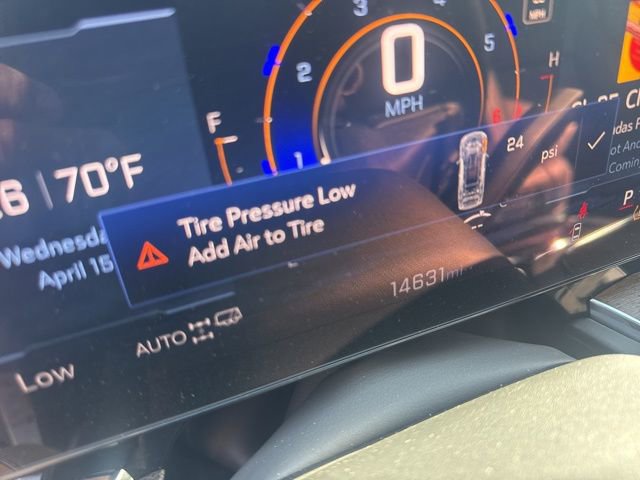 3
4
MPH
2
0
5
H
F
MPH
6
1
24 psi
6 | 70°F
Tire Pressure Low
Add Air to Tire
Wednesda
April 15
14631 mi
P
AUTO
Low